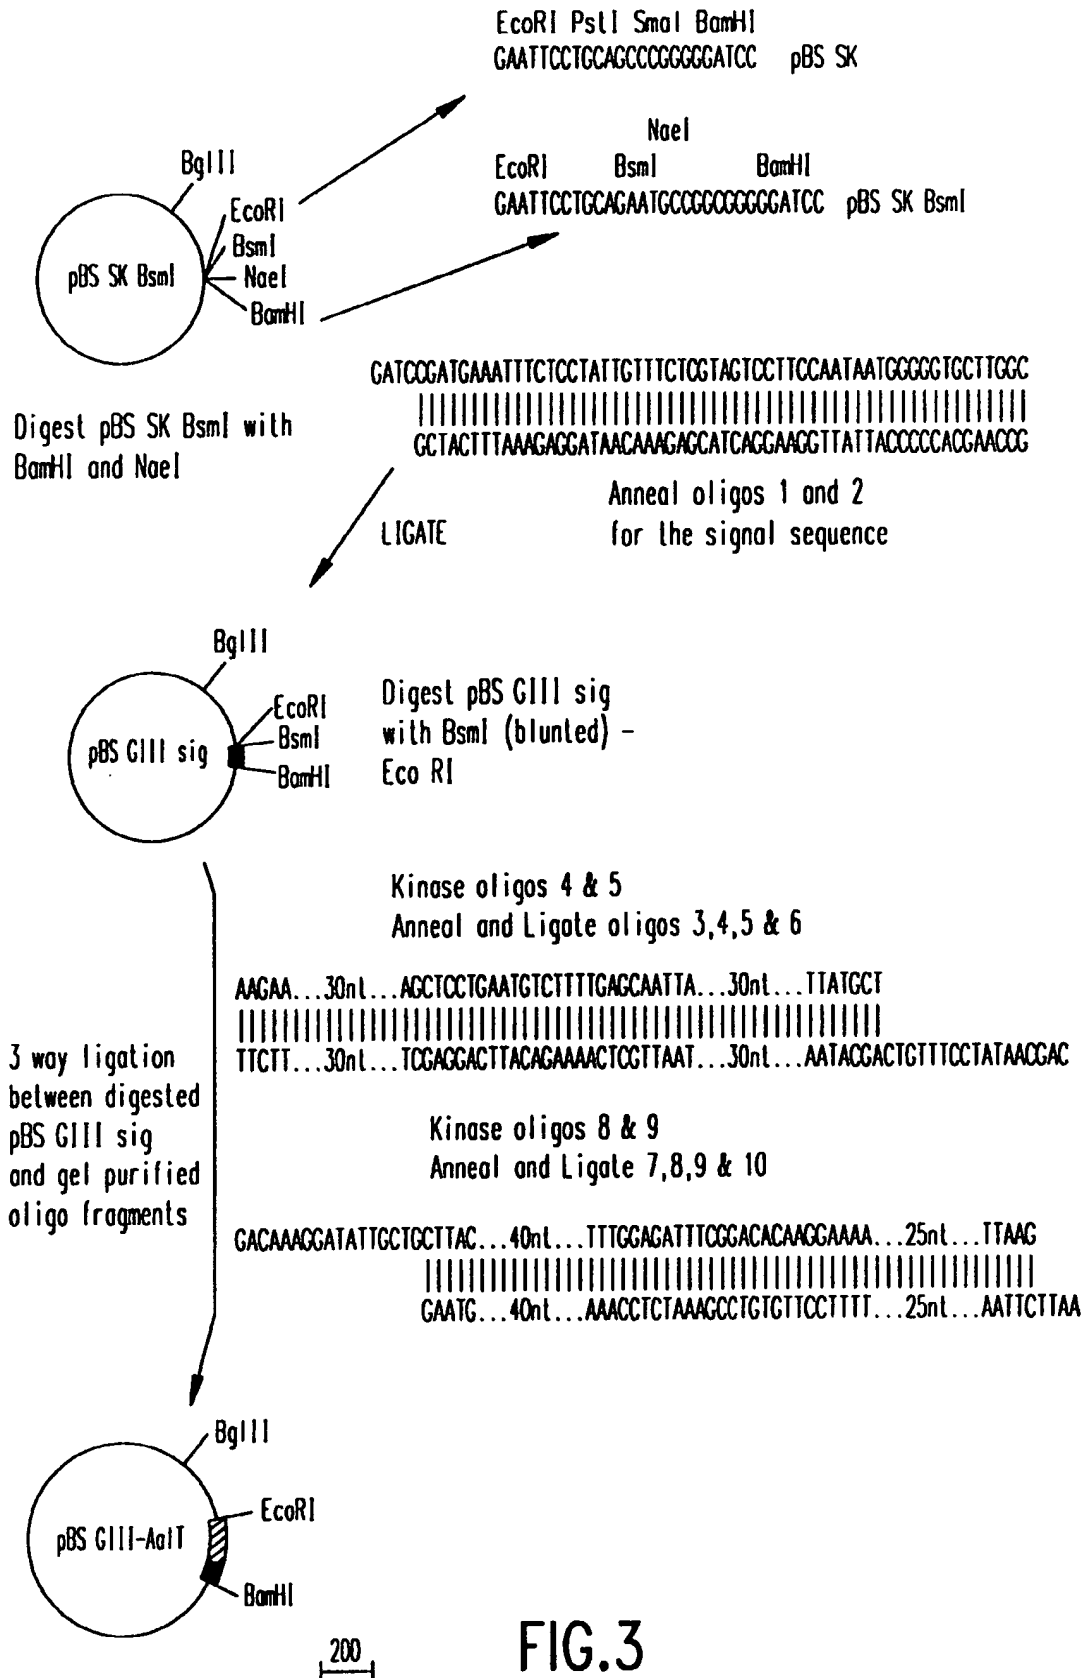 EcoRI PstI SmaI BamHI
GAATTCCTGCAGCCCGGGGGATCC pBS SK
NaeI
EcoRI BsmI BamHI
GAATTCCTGCAGAATGCCGGCGGGGGATCC pBS SK BsmI
BglII
EcoRI
BsmI
NaeI
BamHI
pBS SK BsmI
GATCCGATGAAATTTCTCCTATTGTTTCTCGTAGTCCTTCCAATAATGGGGGTGCTTGGC
GCTACTTTAAAGAGGATAACAAAGAGCATCAGGAAGGTTATTACCCCCACGAACCG
Digest pBS SK BsmI with
BamHI and NaeI
Anneal oligos 1 and 2
for the signal sequence
LIGATE
BglII
EcoRI
BsmI
BamHI
pBS GIII sig
Digest pBS GIII sig
with BsmI (blunted) –
Eco RI
Kinase oligos 4 & 5
Anneal and Ligate oligos 3,4,5 & 6
AAGAA...30nt...AGCTCCTGAATGTCTTTTGAGCAATTA...30nt...TTATGCT
TTCTT...30nt...TCGAGGACTTACAGAAAACTCGTTAAT...30nt...AATACGACTGTTTCCTATAACGAC
3 way ligation
between digested
pBS GIII sig
and gel purified
oligo fragments
Kinase oligos 8 & 9
Anneal and Ligate 7,8,9 & 10
GACAAAGGATATTGCTGCTTAC...40nt...TTTGGAGATTTCGGACACAAGGAAAA...25nt...TTAAG
GAATG...40nt...AAACCTCTAAAGCCTGTGTTCCTTTT...25nt...AATTCTTAA
BglII
EcoRI
BamHI
pBS GIII-AaIT
200
FIG.3